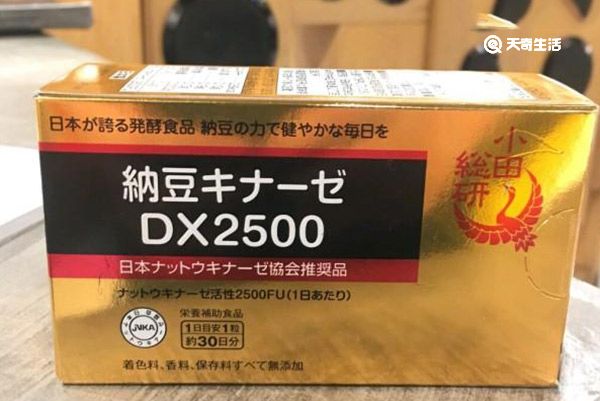 天奇生活
日本が誇る発酵食品 納豆の力で健やかな毎日を
小田
総研
納豆キナーゼ
DX2500
日本ナットウキナーゼ協会推奨品
ナットウキナーゼ活性2500FU(1日あたり)
JNKA
栄養補助食品
1日目安1粒
約30日分
着色料、香料、保存料すべて無添加